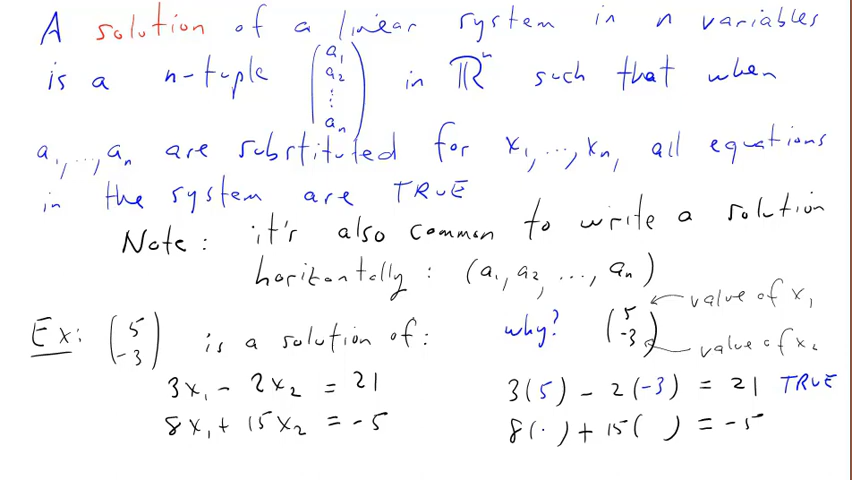 A solution of a linear system in n variables
is a n-tuple (a₁ a₂ ⋮ aₙ) in ℝⁿ such that when
a₁,...,aₙ are substituted for x₁,...,xₙ, all equations
in the system are TRUE
Note: it's also common to write a solution
horizontally: (a₁, a₂, ..., aₙ)
Ex: (5 -3) is a solution of:
3x₁ - 2x₂ = 21
8x₁ + 15x₂ = -5
why? (5 -3) ← value of x₁
← value of x₂
3(5) - 2(-3) = 21 TRUE
8(·) + 15( ) = -5